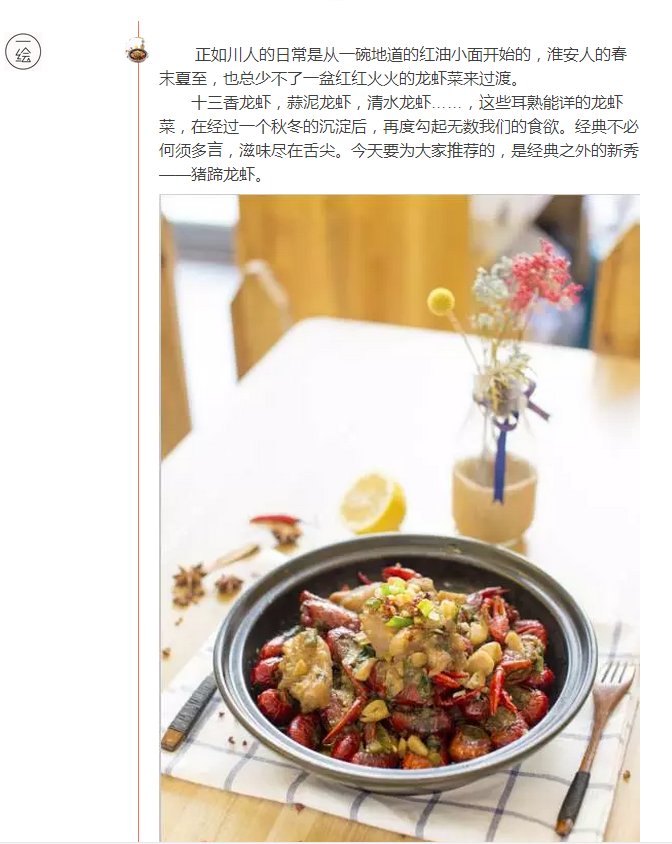 一绘
正如川人的日常是从一碗地道的红油小面开始的，淮安人的春
末夏至，也总少不了一盆红红火火的龙虾菜来过渡。
十三香龙虾，蒜泥龙虾，清水龙虾……，这些耳熟能详的龙虾
菜，在经过一个秋冬的沉淀后，再度勾起无数我们的食欲。经典不必
何须多言，滋味尽在舌尖。今天要为大家推荐的，是经典之外的新秀
——猪蹄龙虾。